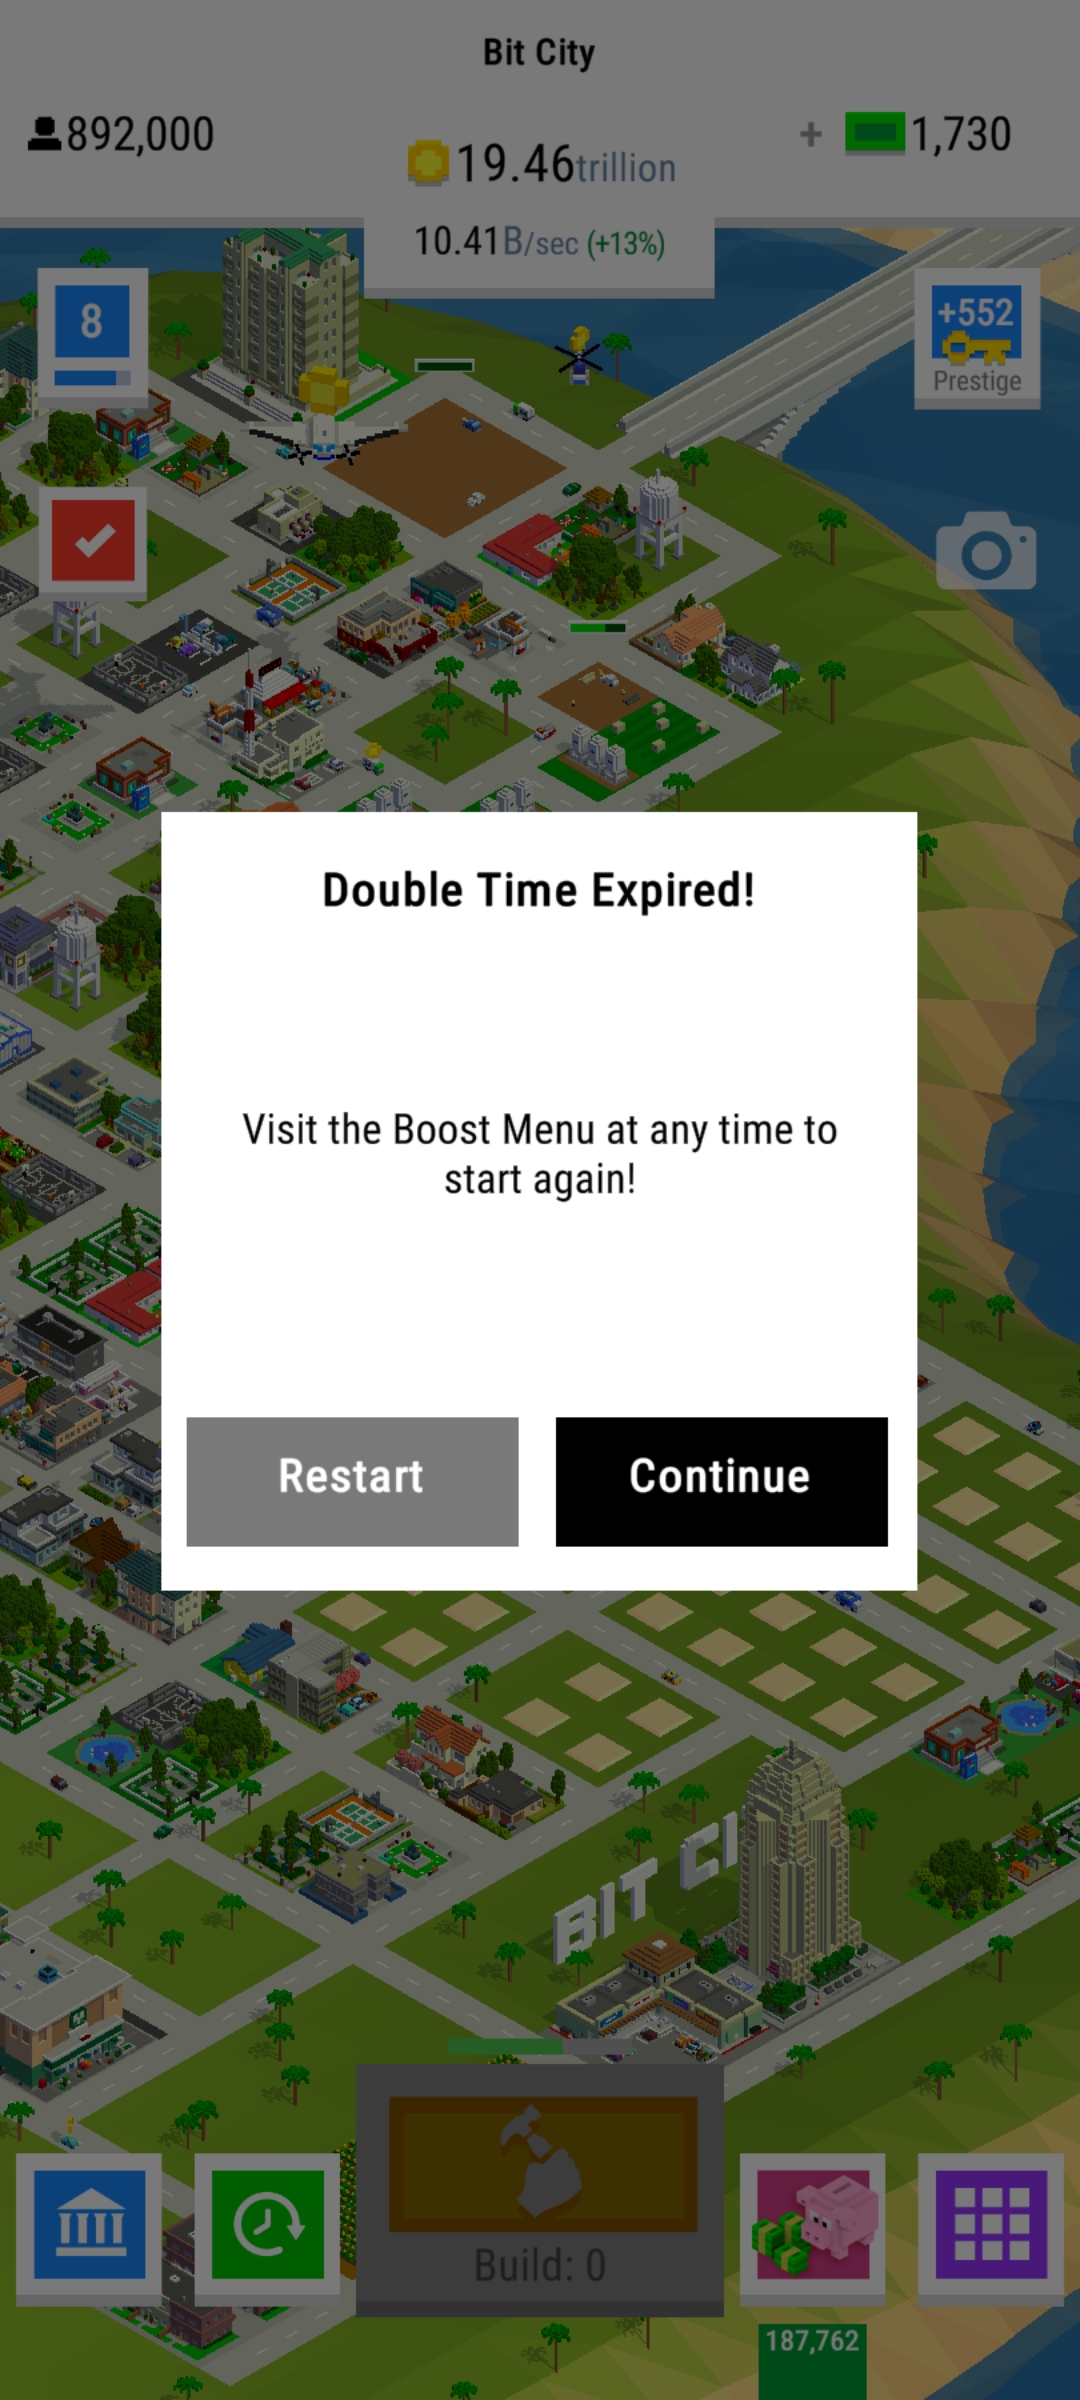 Bit City
892,000
19.46trillion
+ 1,730
10.41B/sec (+13%)
8
+552
Prestige
Double Time Expired!
Visit the Boost Menu at any time to
start again!
Restart
Continue
BIT CI
Build: 0
187,762